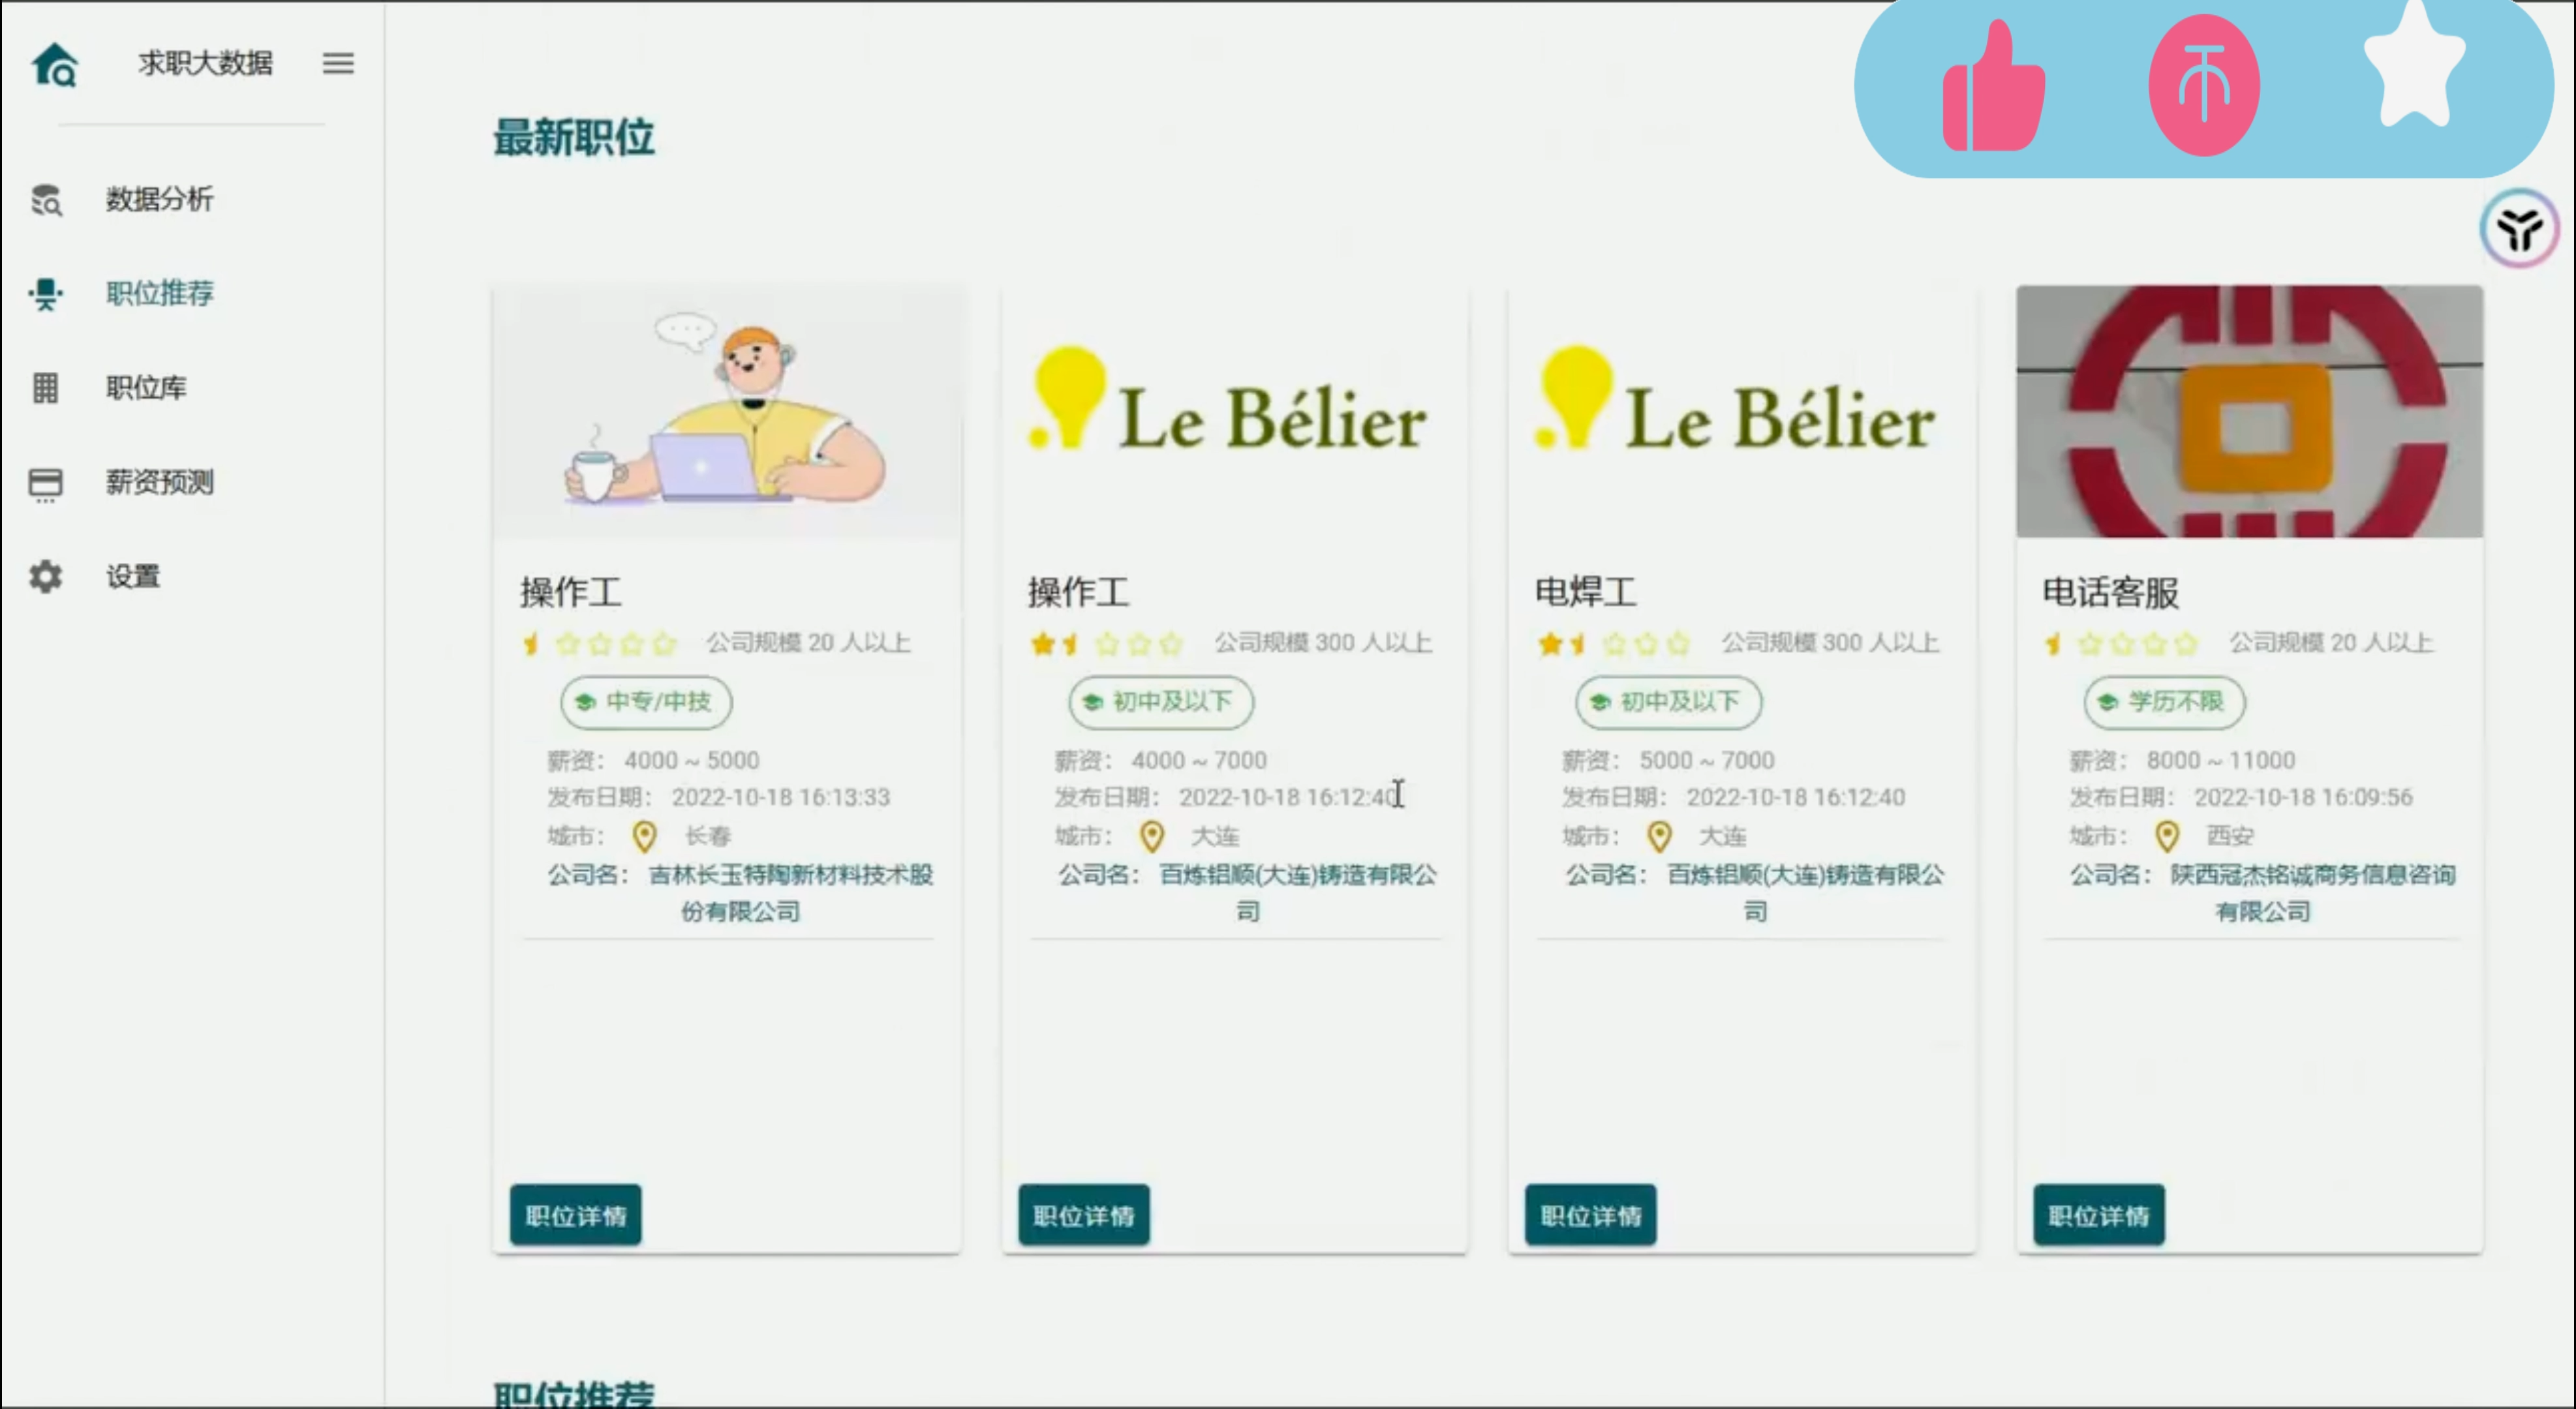 求职大数据
数据分析
职位推荐
职位库
薪资预测
设置
最新职位
操作工
公司规模 20 人以上
中专/中技
薪资： 4000 ~ 5000
发布日期： 2022-10-18 16:13:33
城市： 长春
公司名： 吉林长玉特陶新材料技术股
份有限公司
职位详情
Le Bélier
操作工
公司规模 300 人以上
初中及以下
薪资： 4000 ~ 7000
发布日期： 2022-10-18 16:12:40
城市： 大连
公司名： 百炼铝顺(大连)铸造有限公
司
职位详情
Le Bélier
电焊工
公司规模 300 人以上
初中及以下
薪资： 5000 ~ 7000
发布日期： 2022-10-18 16:12:40
城市： 大连
公司名： 百炼铝顺(大连)铸造有限公
司
职位详情
电话客服
公司规模 20 人以上
学历不限
薪资： 8000 ~ 11000
发布日期： 2022-10-18 16:09:56
城市： 西安
公司名： 陕西冠杰铭诚商务信息咨询
有限公司
职位详情
职位推荐